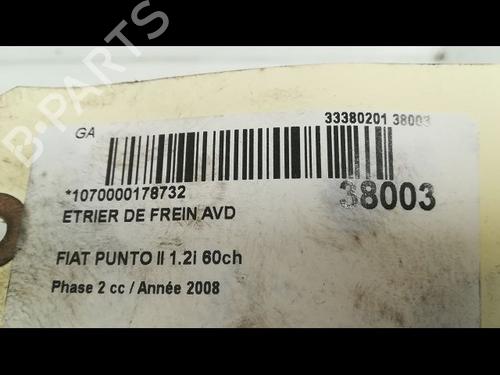 B-PARTS
GA
33380201 38003
*1070000178732
38003
ETRIER DE FREIN AVD
FIAT PUNTO II 1.2I 60ch
Phase 2 cc / Année 2008